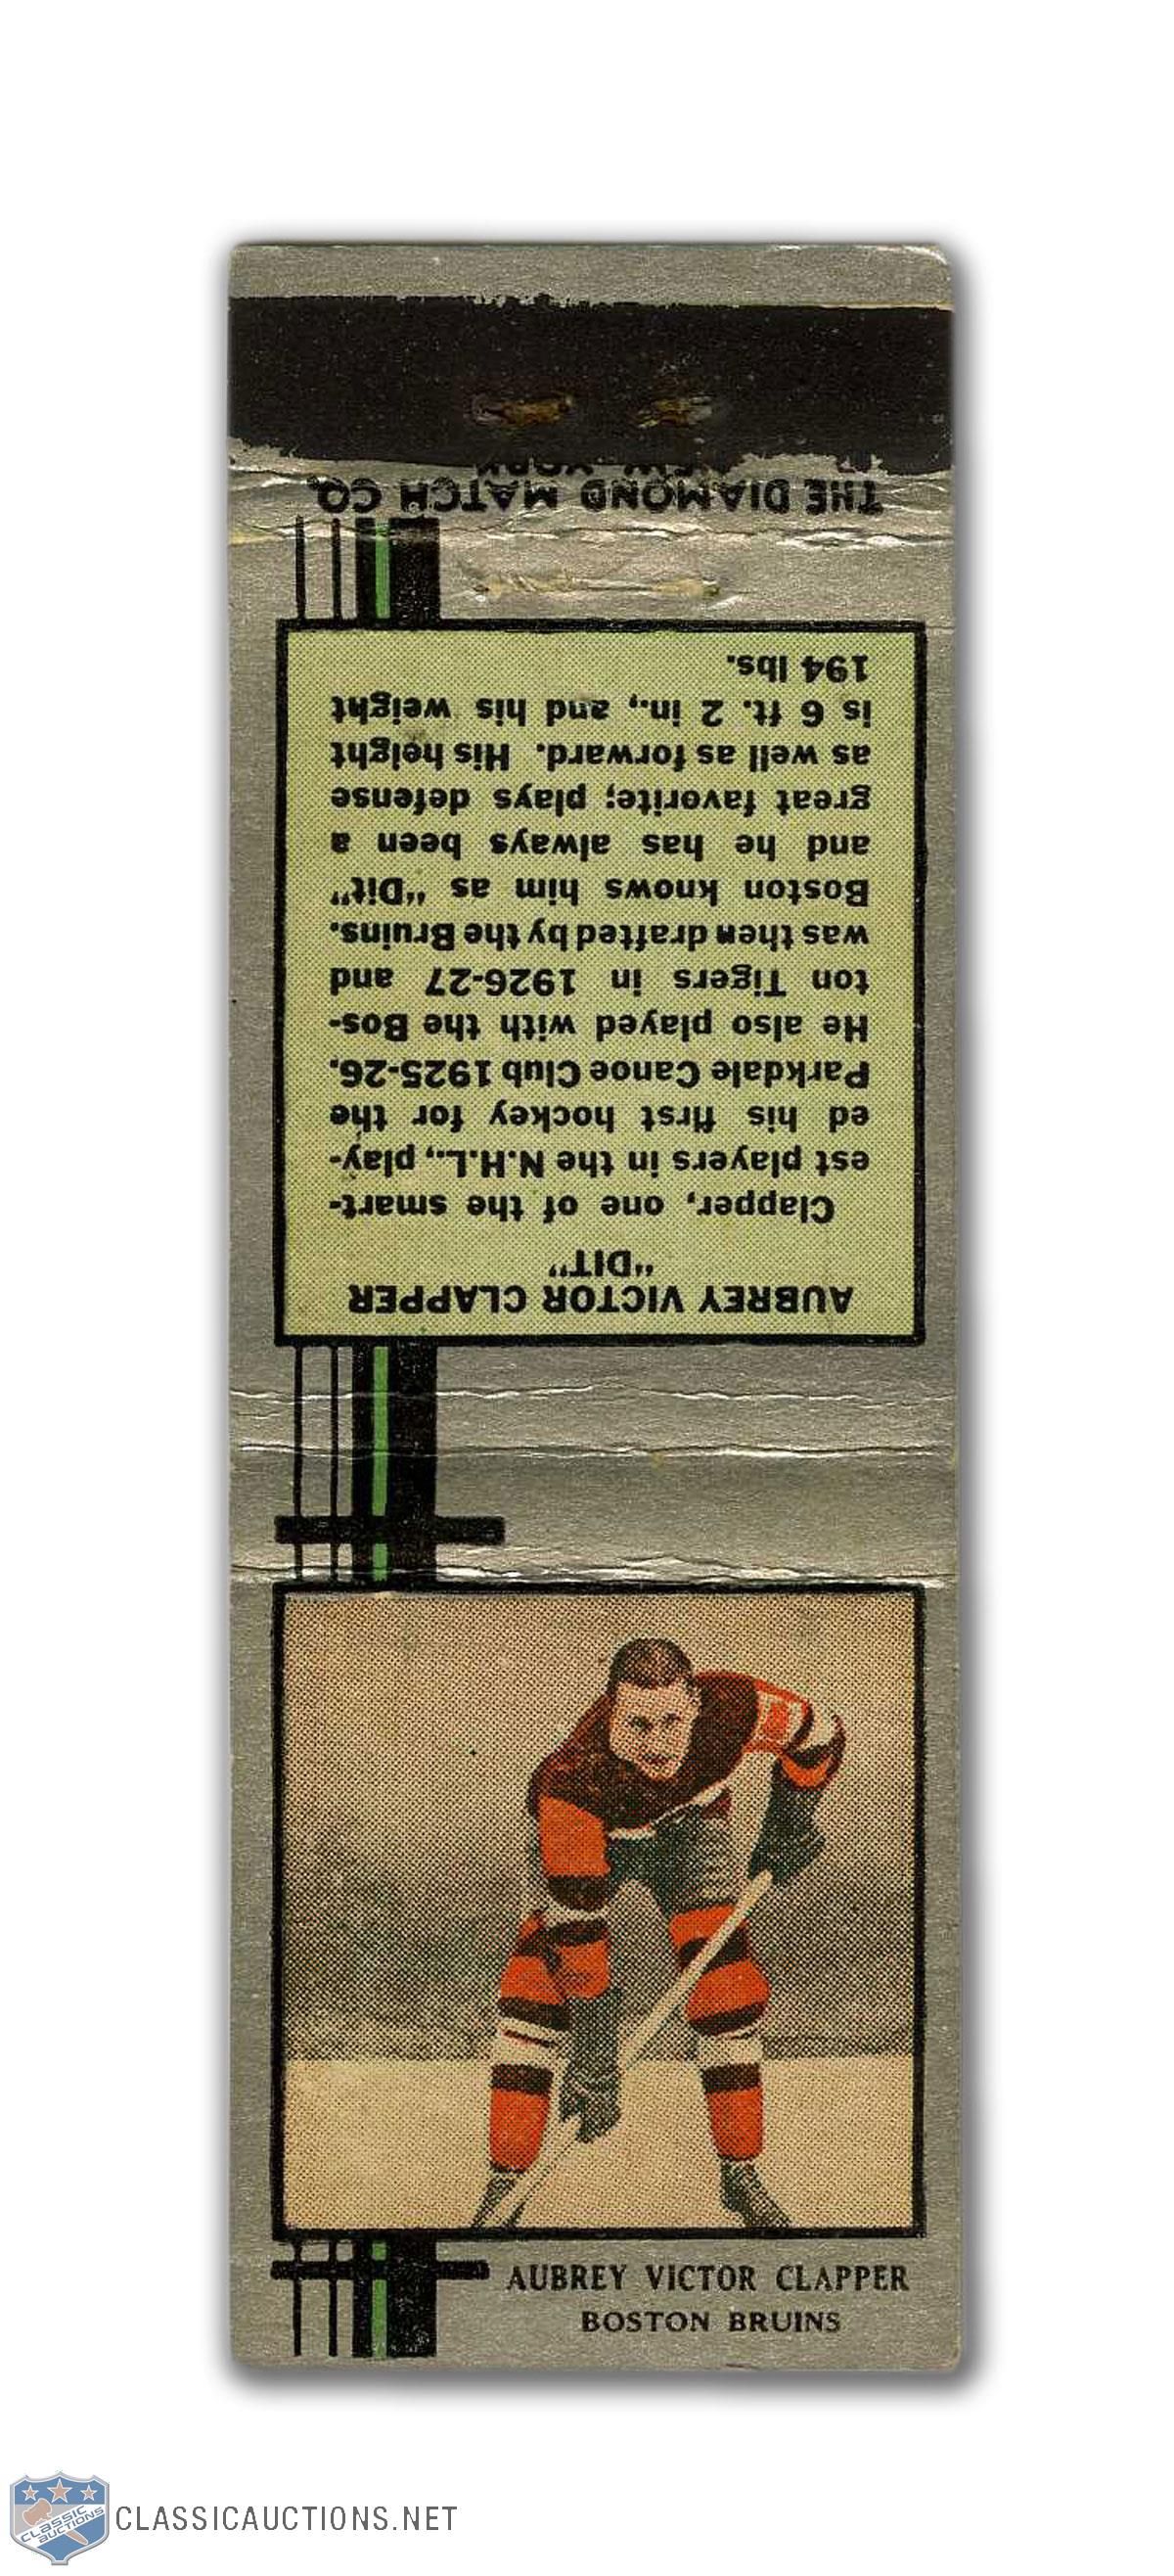 AUBREY VICTOR CLAPPER
"DIT"
Clapper, one of the smart-
est players in the N.H.L., play-
ed his first hockey for the
Parkdale Canoe Club 1925-26.
He also played with the Bos-
ton Tigers in 1926-27 and
was then drafted by the Bruins.
Boston knows him as "Dit"
and he has always been a
great favorite; plays defense
as well as forward. His height
is 6 ft. 2 in., and his weight
194 lbs.
THE DIAMOND MATCH CO.
NEW YORK
AUBREY VICTOR CLAPPER
BOSTON BRUINS
CLASSIC
AUCTIONS
CLASSICAUCTIONS.NET